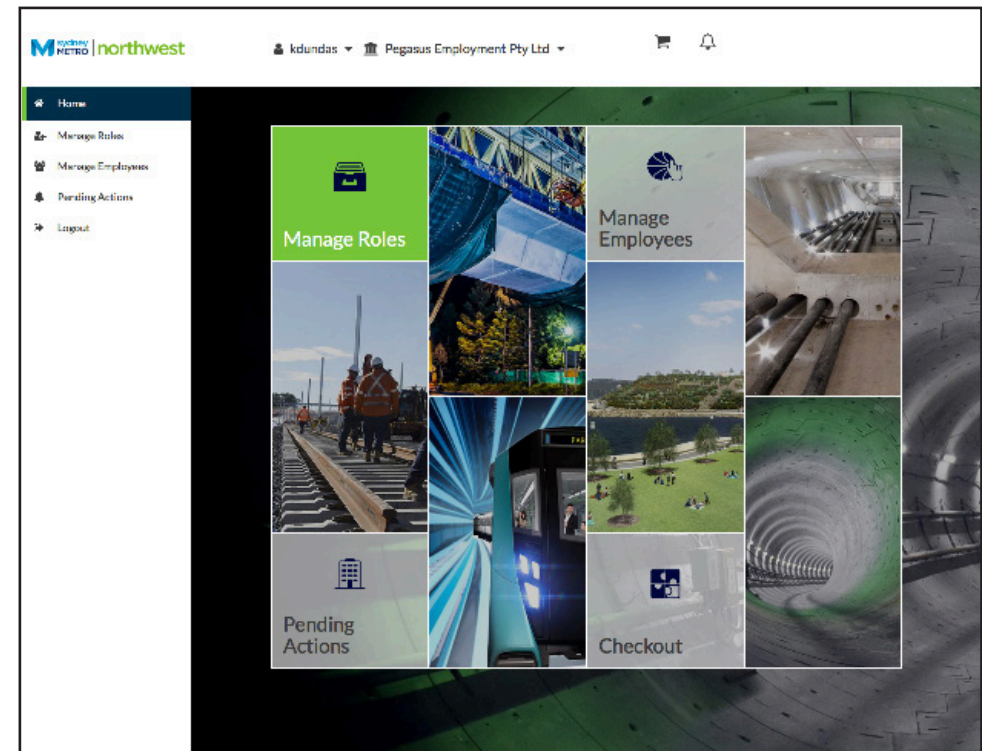 M sydney METRO | northwest
kdundas
Pegasus Employment Pty Ltd
Home
Manage Roles
Manage Employees
Pending Actions
Logout
Manage Roles
Manage
Employees
Pending
Actions
Checkout